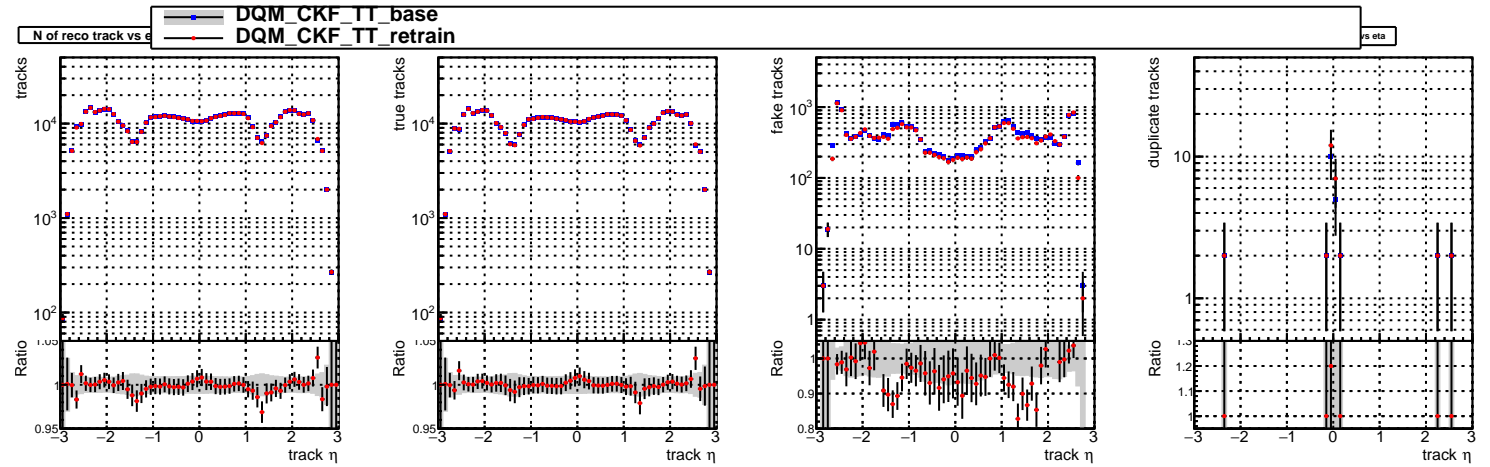 DQM_CKF_TT_base
DQM_CKF_TT_retrain
N of reco track vs e
vs eta
tracks
10⁴
10³
10²
Ratio
1.05
1
0.95
−3 −2 −1 0 1 2 3
track η
true tracks
10⁴
10³
10²
Ratio
1
0.95
−3 −2 −1 0 1 2 3
track η
fake tracks
10³
10²
10
1
Ratio
1
0.9
0.8
−3 −2 −1 0 1 2 3
track η
duplicate tracks
10
1
Ratio
1.3
1.2
1.1
1
−3 −2 −1 0 1 2 3
track η